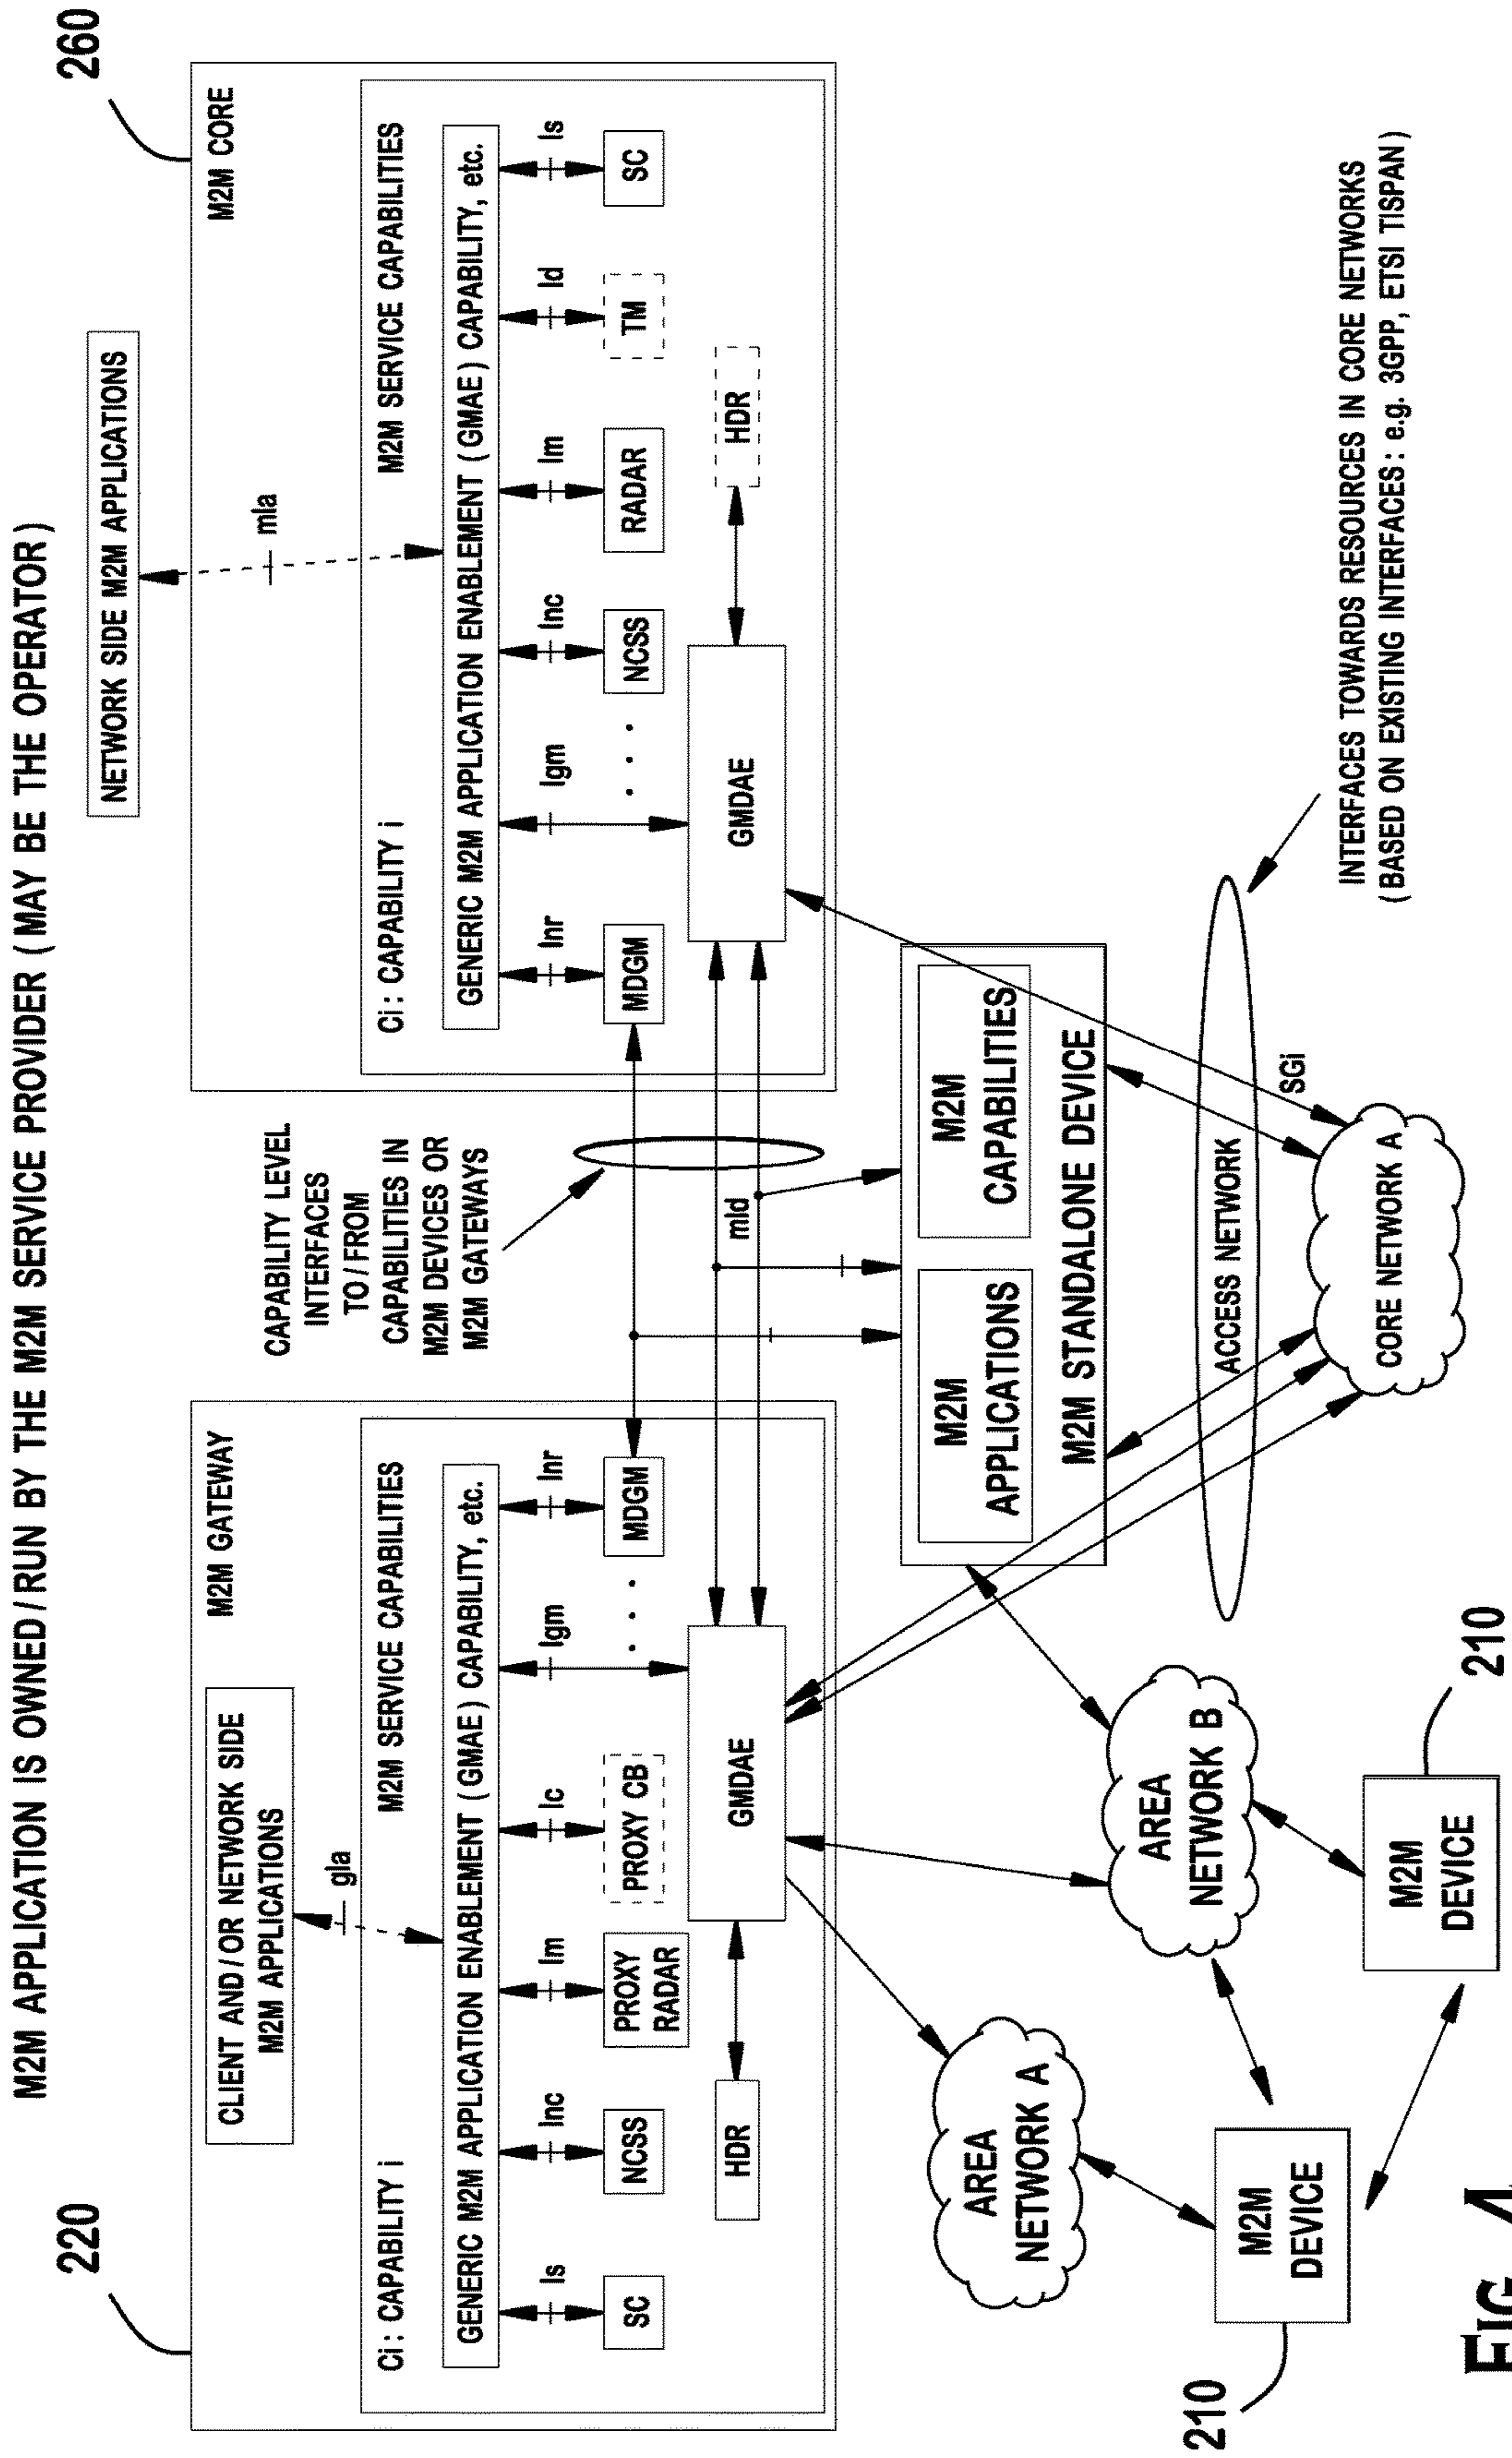 M2M APPLICATION IS OWNED/RUN BY THE M2M SERVICE PROVIDER (MAY BE THE OPERATOR)
220
M2M GATEWAY
CLIENT AND/OR NETWORK SIDE
M2M APPLICATIONS
gIa
Ci: CAPABILITY i
M2M SERVICE CAPABILITIES
GENERIC M2M APPLICATION ENABLEMENT (GMAE) CAPABILITY, etc.
Is
Inc
Im
Ic
Igm
Inr
SC
NCSS
PROXY
RADAR
PROXY CB
. . . .
MDGM
HDR
GMDAE
CAPABILITY LEVEL
INTERFACES
TO/FROM
CAPABILITIES IN
M2M DEVICES OR
M2M GATEWAYS
mId
260
NETWORK SIDE M2M APPLICATIONS
mIa
M2M CORE
Ci: CAPABILITY i
M2M SERVICE CAPABILITIES
GENERIC M2M APPLICATION ENABLEMENT (GMAE) CAPABILITY, etc.
Inr
Igm
Inc
Im
Id
Is
MDGM
. . . .
NCSS
RADAR
TM
SC
GMDAE
HDR
M2M
APPLICATIONS
M2M
CAPABILITIES
M2M STANDALONE DEVICE
AREA
NETWORK A
AREA
NETWORK B
ACCESS NETWORK
SGi
CORE NETWORK A
INTERFACES TOWARDS RESOURCES IN CORE NETWORKS
(BASED ON EXISTING INTERFACES: e.g. 3GPP, ETSI TISPAN)
210
M2M
DEVICE
M2M
DEVICE
210
FIG. 4